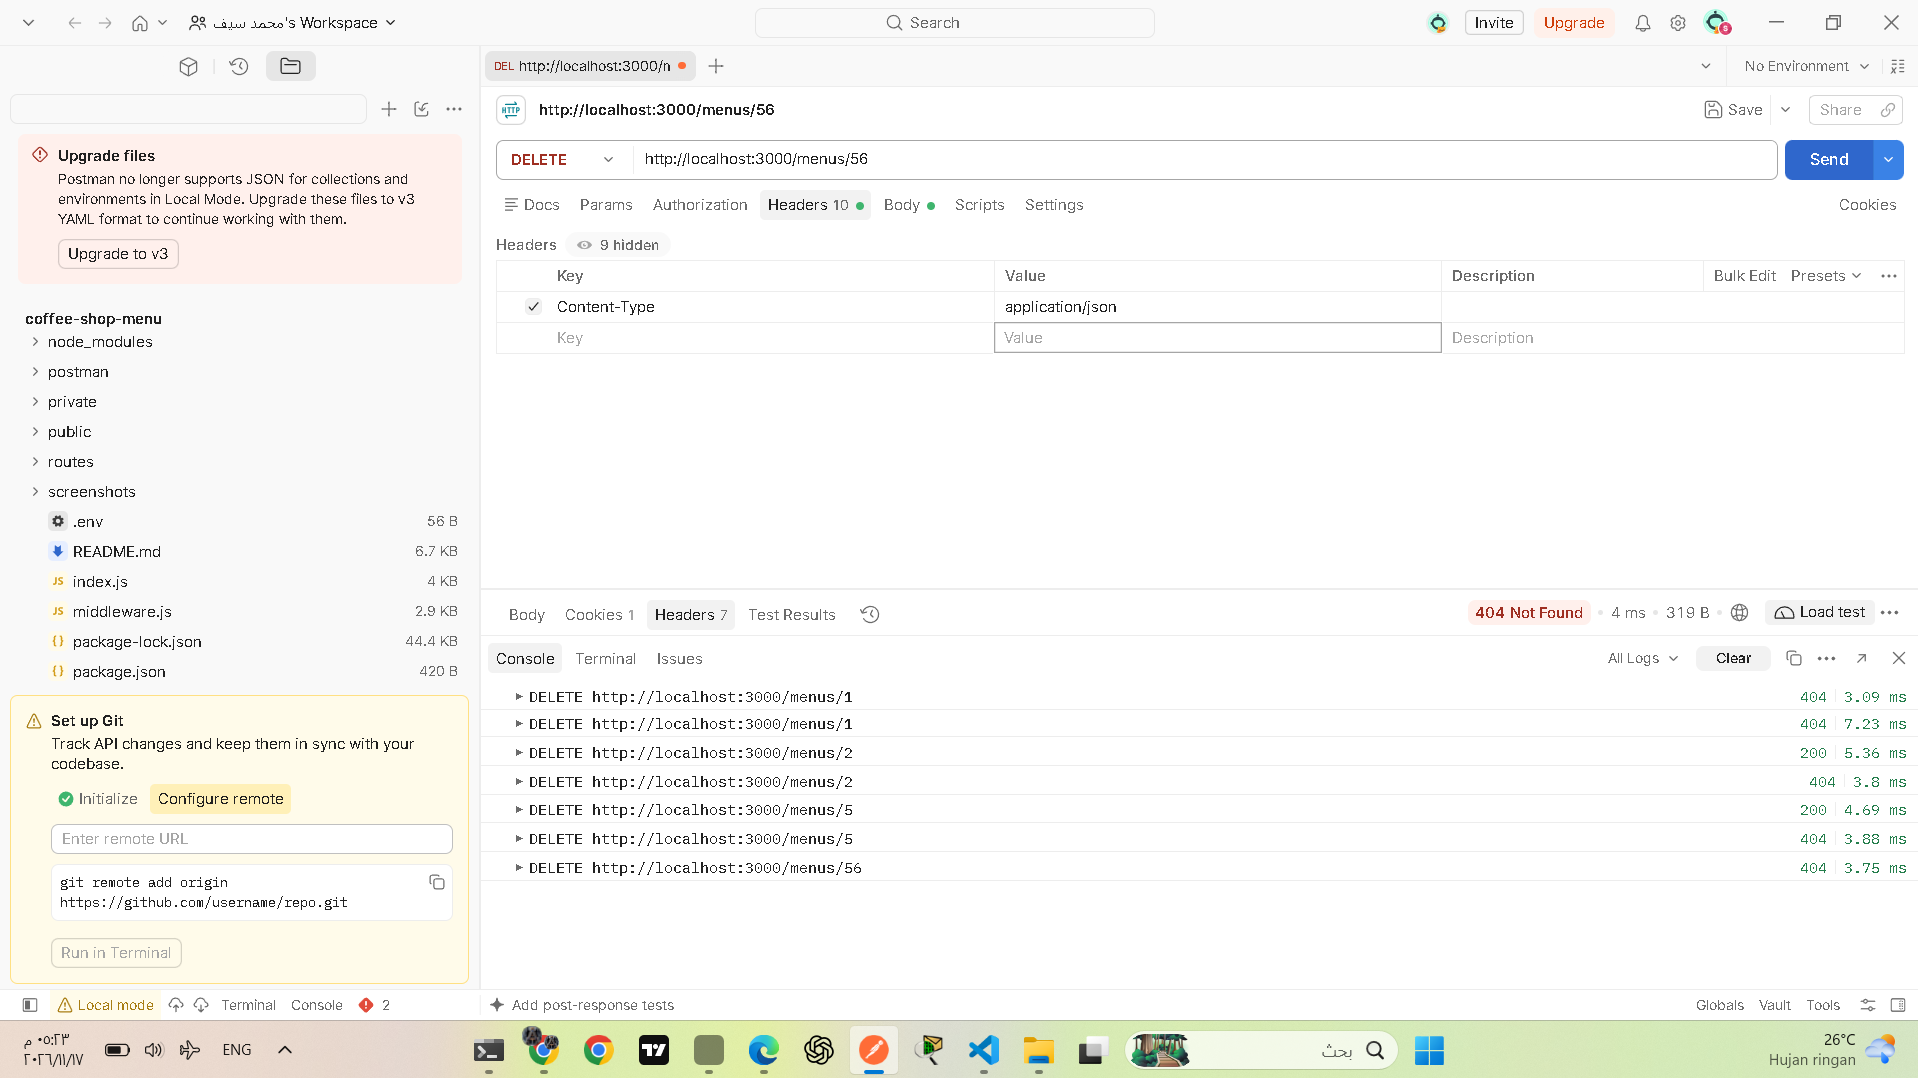 محمد سيف's Workspace
Search
Invite
Upgrade
5
DEL http://localhost:3000/n
No Environment
HTTP
http://localhost:3000/menus/56
Save
Share
Upgrade files
Postman no longer supports JSON for collections and
environments in Local Mode. Upgrade these files to v3
YAML format to continue working with them.
Upgrade to v3
DELETE
http://localhost:3000/menus/56
Send
Docs
Params
Authorization
Headers 10
Body
Scripts
Settings
Cookies
Headers
9 hidden
Key Value Description Bulk Edit Presets
Content-Type application/json
Key Value Description
coffee-shop-menu
node_modules
postman
private
public
routes
screenshots
.env 56 B
README.md 6.7 KB
JS index.js 4 KB
JS middleware.js 2.9 KB
{} package-lock.json 44.4 KB
{} package.json 420 B
Set up Git
Track API changes and keep them in sync with your
codebase.
Initialize
Configure remote
Enter remote URL
git remote add origin
https://github.com/username/repo.git
Run in Terminal
Body
Cookies 1
Headers 7
Test Results
404 Not Found
4 ms
319 B
Load test
Console
Terminal
Issues
All Logs
Clear
DELETE http://localhost:3000/menus/1 404 3.09 ms
DELETE http://localhost:3000/menus/1 404 7.23 ms
DELETE http://localhost:3000/menus/2 200 5.36 ms
DELETE http://localhost:3000/menus/2 404 3.8 ms
DELETE http://localhost:3000/menus/5 200 4.69 ms
DELETE http://localhost:3000/menus/5 404 3.88 ms
DELETE http://localhost:3000/menus/56 404 3.75 ms
Local mode
Terminal
Console
2
Add post-response tests
Globals
Vault
Tools
٠٥:٢٣ م
٢٠٢٦/١/١٧
ENG
بحث
26°C
Hujan ringan